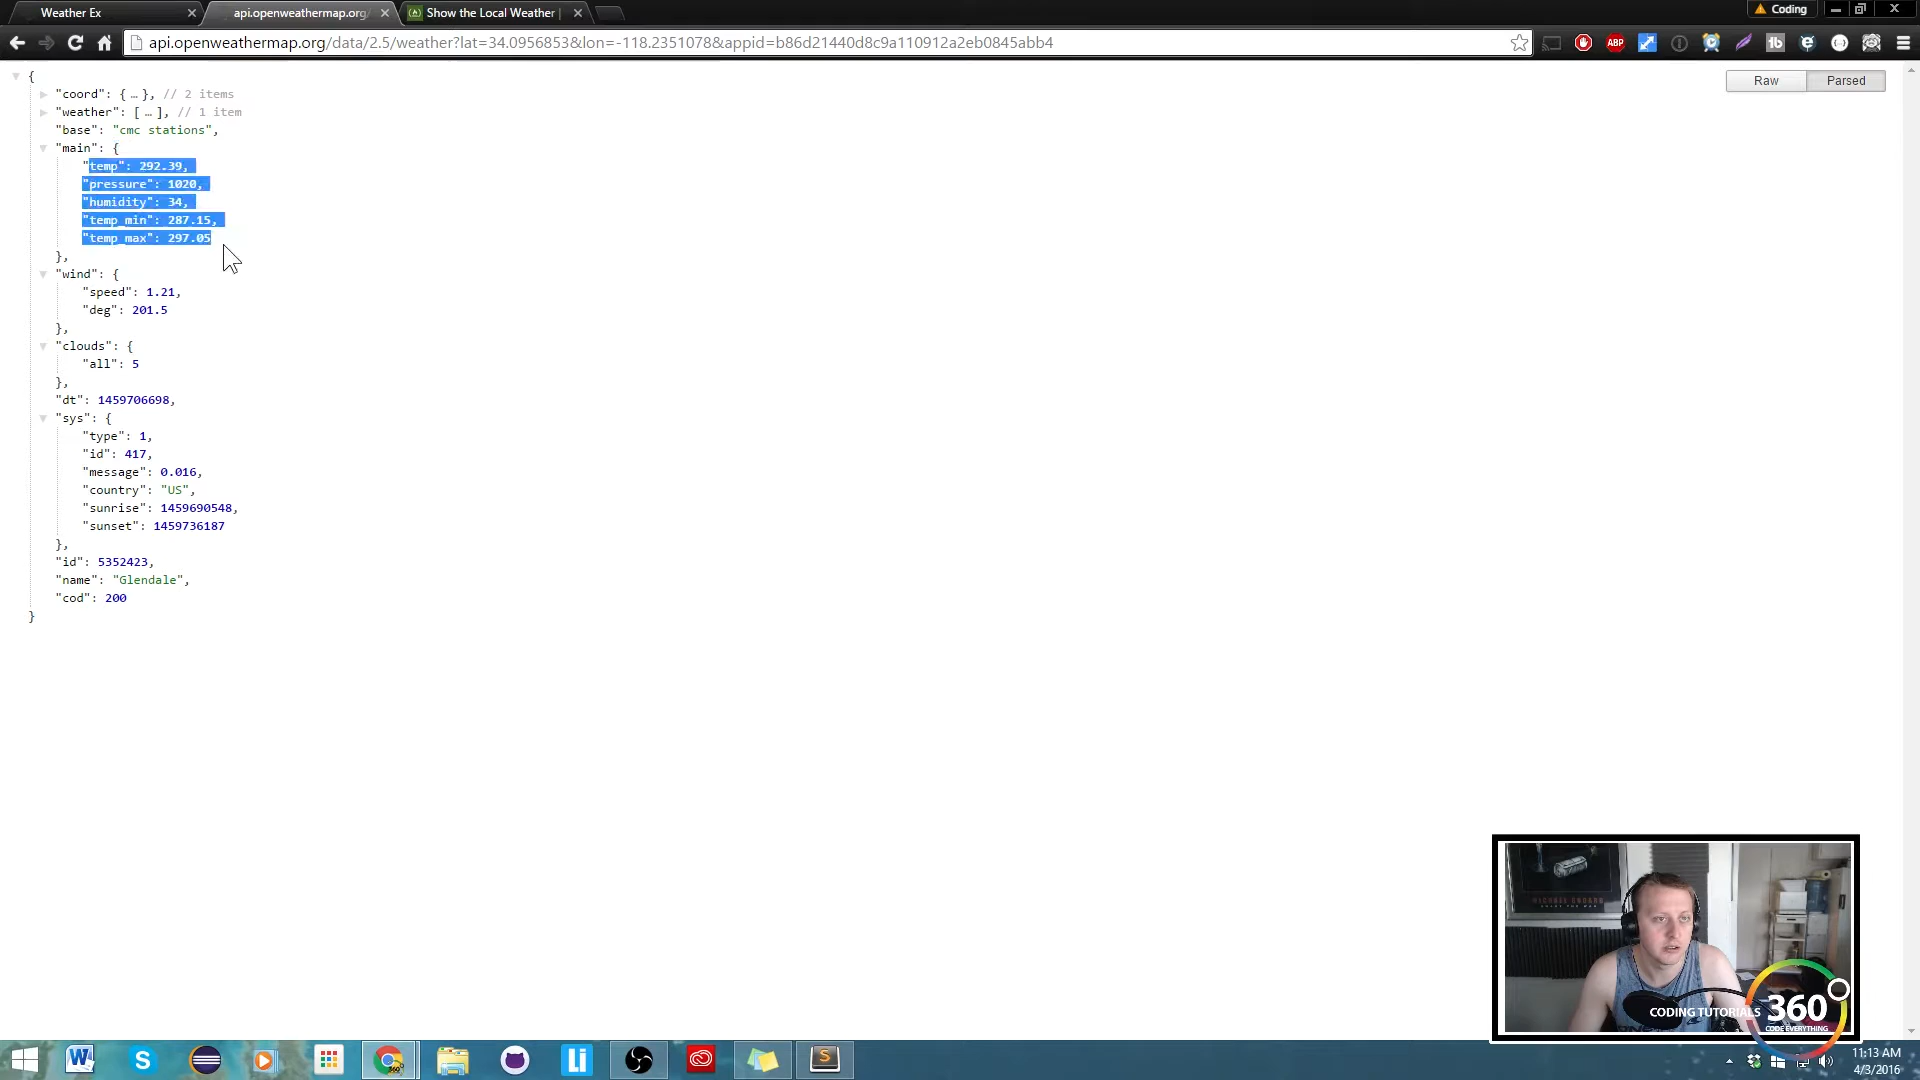 Weather Ex
api.openweathermap.org/
Show the Local Weather |
Coding
api.openweathermap.org/data/2.5/weather?lat=34.0956853&lon=-118.2351078&appid=b86d21440d8c9a110912a2eb0845abb4
ABP
Raw
Parsed
{
"coord": { … }, // 2 items
"weather": [ … ], // 1 item
"base": "cmc stations",
"main": {
"temp": 292.39,
"pressure": 1020,
"humidity": 34,
"temp_min": 287.15,
"temp_max": 297.05
},
"wind": {
"speed": 1.21,
"deg": 201.5
},
"clouds": {
"all": 5
},
"dt": 1459706698,
"sys": {
"type": 1,
"id": 417,
"message": 0.016,
"country": "US",
"sunrise": 1459690548,
"sunset": 1459736187
},
"id": 5352423,
"name": "Glendale",
"cod": 200
}
CODING TUTORIALS 360
CODE EVERYTHING
11:13 AM
4/3/2016